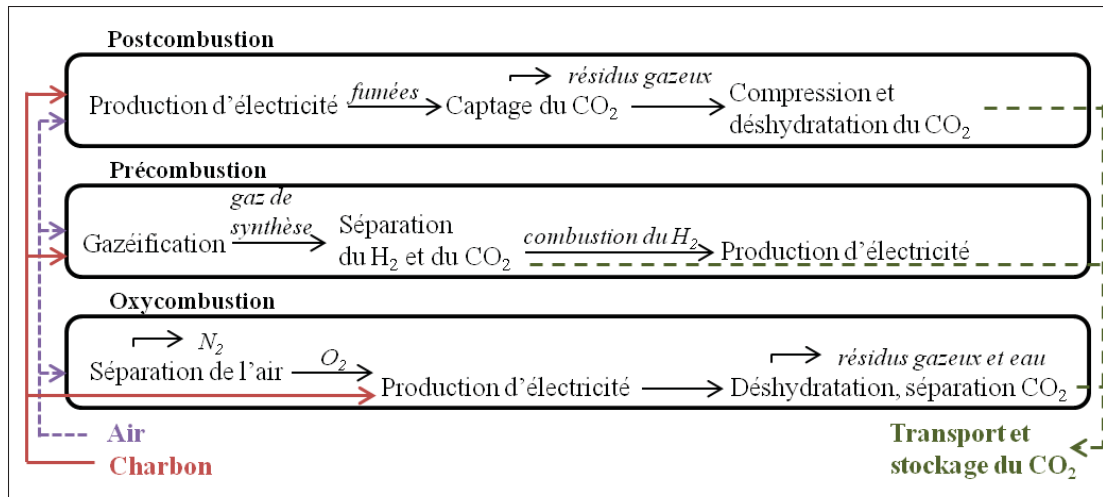 Postcombustion
résidus gazeux
Production d’électricité fumées Captage du CO₂ Compression et
déshydratation du CO₂
Précombustion
gaz de
synthèse
Gazéification Séparation
du H₂ et du CO₂ combustion du H₂ Production d’électricité
Oxycombustion
N₂
Séparation de l’air O₂ résidus gazeux et eau
Production d’électricité Déshydratation, séparation CO₂
Air
Charbon
Transport et
stockage du CO₂